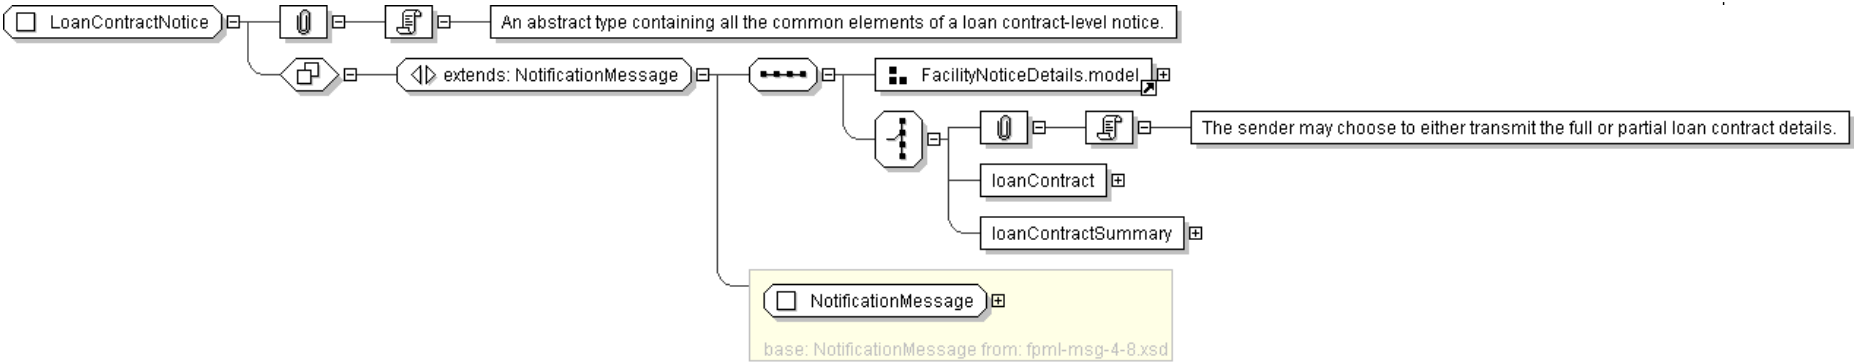 LoanContractNotice
An abstract type containing all the common elements of a loan contract-level notice.
extends: NotificationMessage
FacilityNoticeDetails.model
The sender may choose to either transmit the full or partial loan contract details.
loanContract
loanContractSummary
NotificationMessage
base: NotificationMessage from: fpml-msg-4-8.xsd